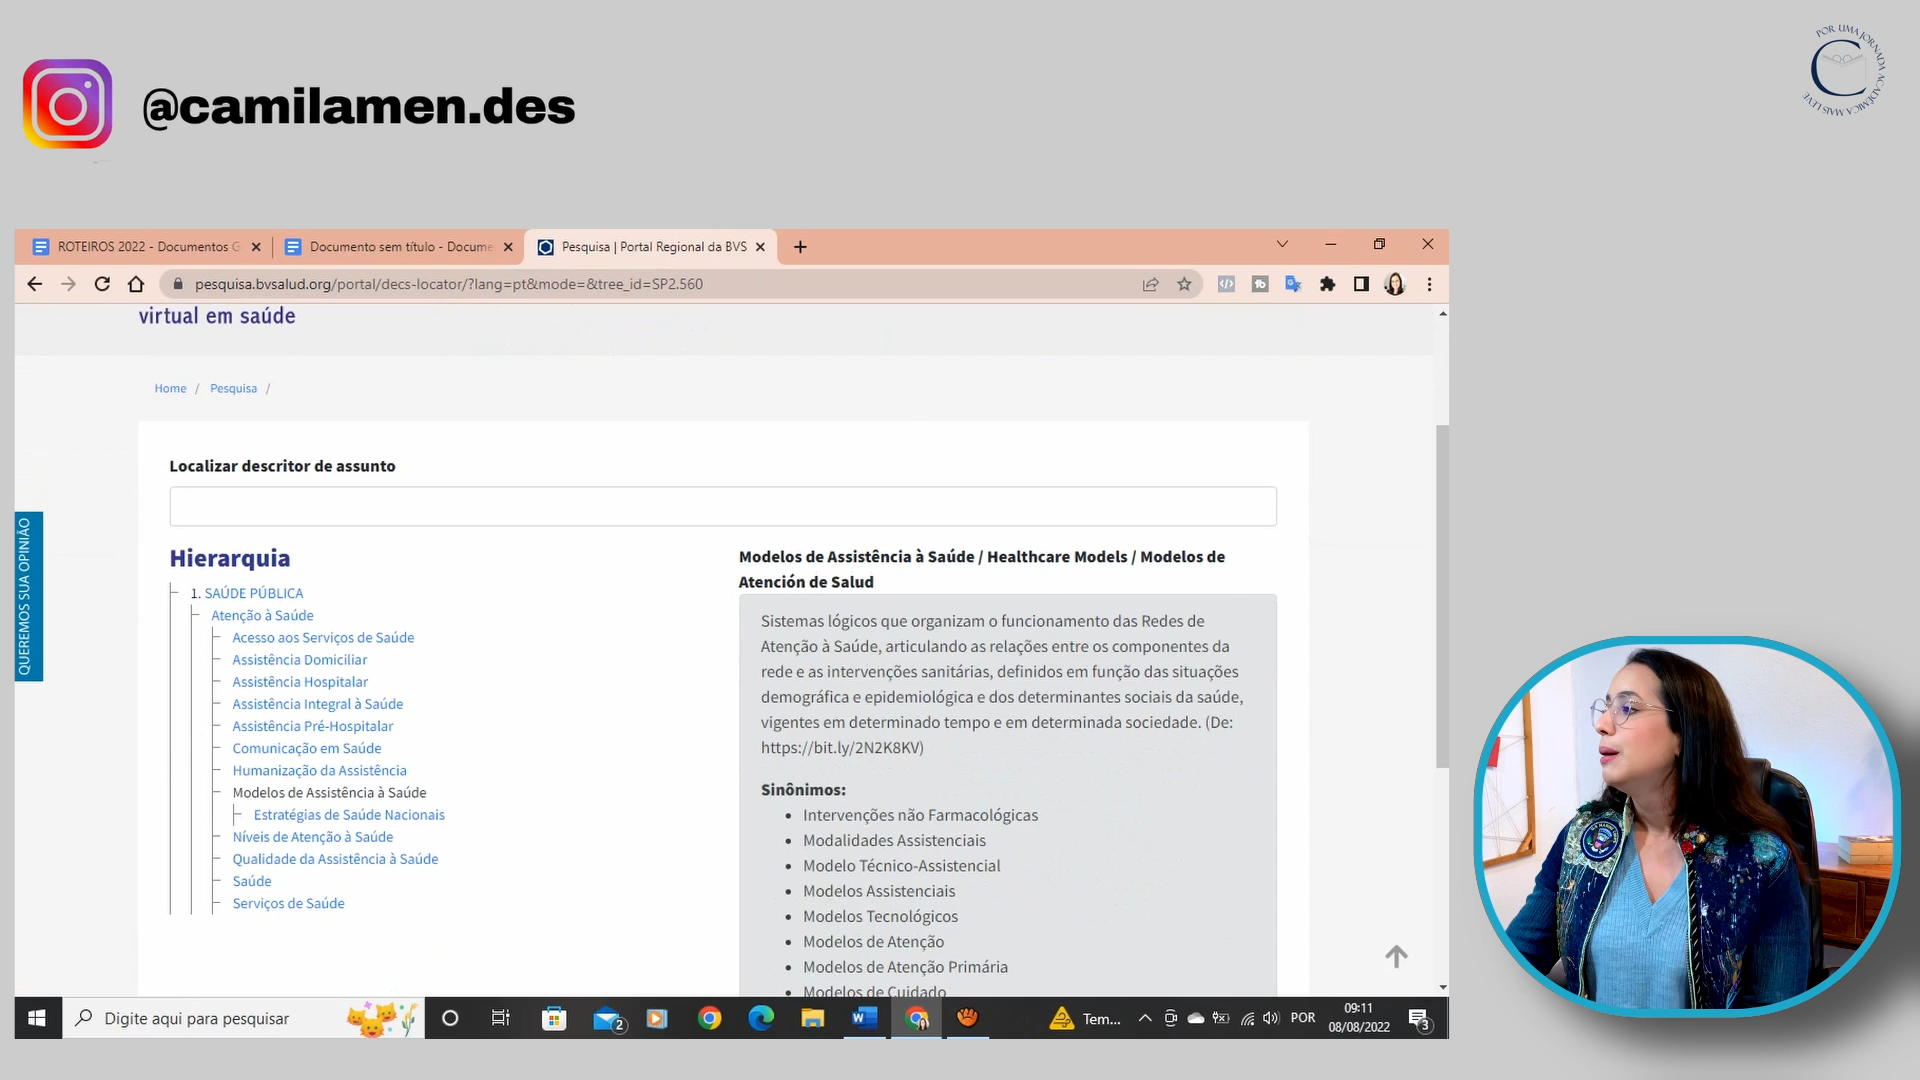 @camilamen.des
POR UMA JORNADA ACADÊMICA MAIS LEVE
C
ROTEIROS 2022 - Documentos G
Documento sem título - Docume
Pesquisa | Portal Regional da BVS
pesquisa.bvsalud.org/portal/decs-locator/?lang=pt&mode=&tree_id=SP2.560
virtual em saúde
Home / Pesquisa /
QUEREMOS SUA OPINIÃO
Localizar descritor de assunto
Hierarquia
1. SAÚDE PÚBLICA
Atenção à Saúde
Acesso aos Serviços de Saúde
Assistência Domiciliar
Assistência Hospitalar
Assistência Integral à Saúde
Assistência Pré-Hospitalar
Comunicação em Saúde
Humanização da Assistência
Modelos de Assistência à Saúde
Estratégias de Saúde Nacionais
Níveis de Atenção à Saúde
Qualidade da Assistência à Saúde
Saúde
Serviços de Saúde
Modelos de Assistência à Saúde / Healthcare Models / Modelos de
Atención de Salud
Sistemas lógicos que organizam o funcionamento das Redes de
Atenção à Saúde, articulando as relações entre os componentes da
rede e as intervenções sanitárias, definidos em função das situações
demográfica e epidemiológica e dos determinantes sociais da saúde,
vigentes em determinado tempo e em determinada sociedade. (De:
https://bit.ly/2N2K8KV)
Sinônimos:
• Intervenções não Farmacológicas
• Modalidades Assistenciais
• Modelo Técnico-Assistencial
• Modelos Assistenciais
• Modelos Tecnológicos
• Modelos de Atenção
• Modelos de Atenção Primária
• Modelos de Cuidado
Digite aqui para pesquisar
2
Tem...
POR
09:11
08/08/2022
3